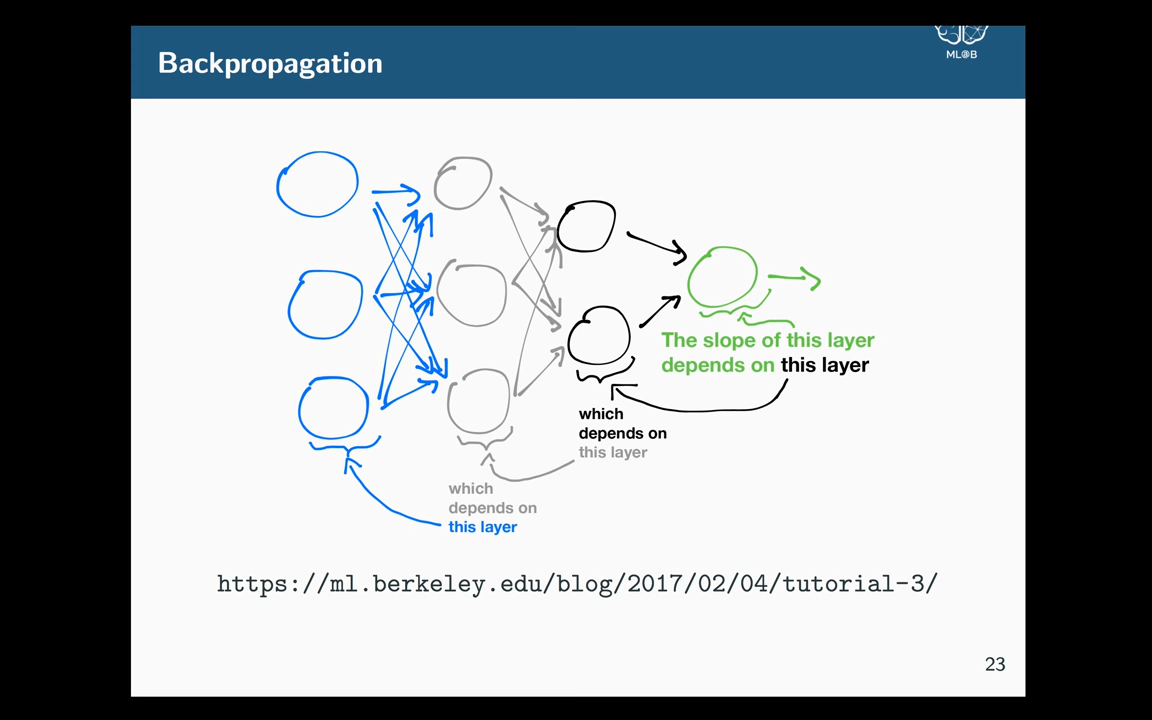 ML@B
Backpropagation
The slope of this layer
depends on this layer
which
depends on
this layer
which
depends on
this layer
https://ml.berkeley.edu/blog/2017/02/04/tutorial-3/
23